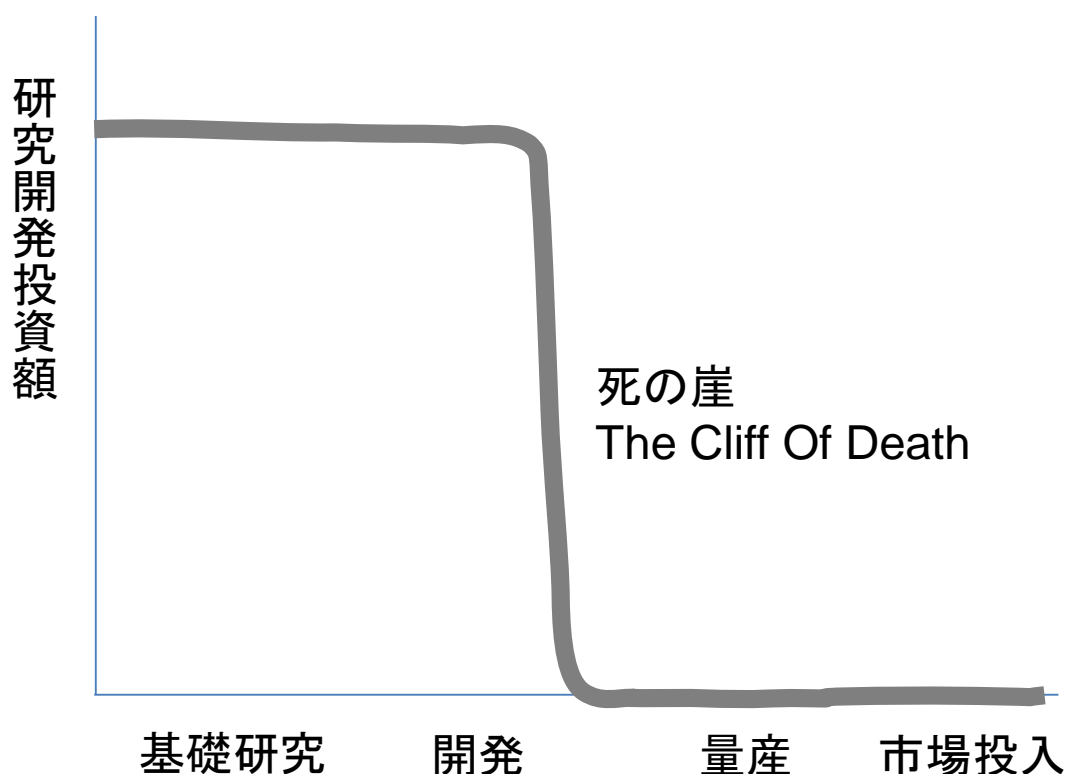 研究開発投資額
死の崖
The Cliff Of Death
基礎研究
開発
量産
市場投入